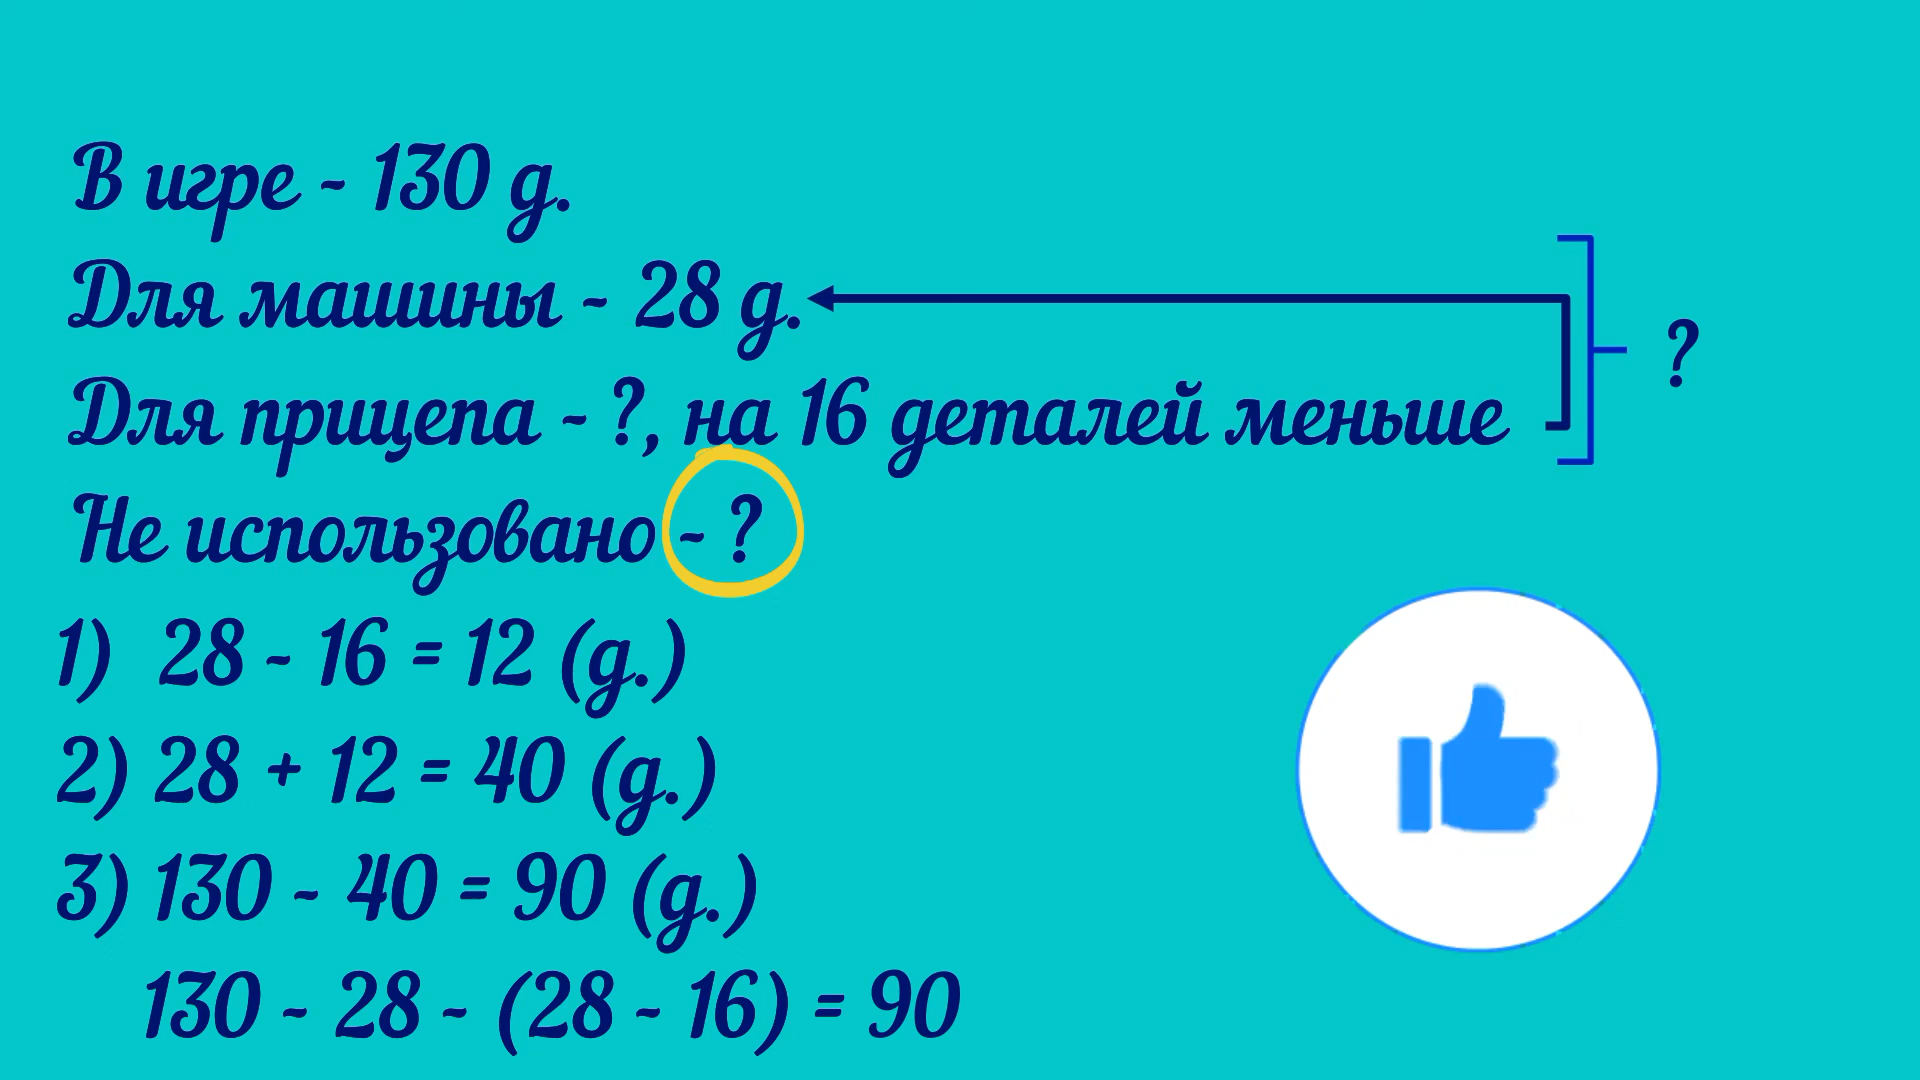 В игре - 130 д.
Для машины - 28 д.
?
Для прицепа - ?, на 16 деталей меньше
Не использовано - ?
1) 28 - 16 = 12 (д.)
2) 28 + 12 = 40 (д.)
3) 130 - 40 = 90 (д.)
130 - 28 - (28 - 16) = 90